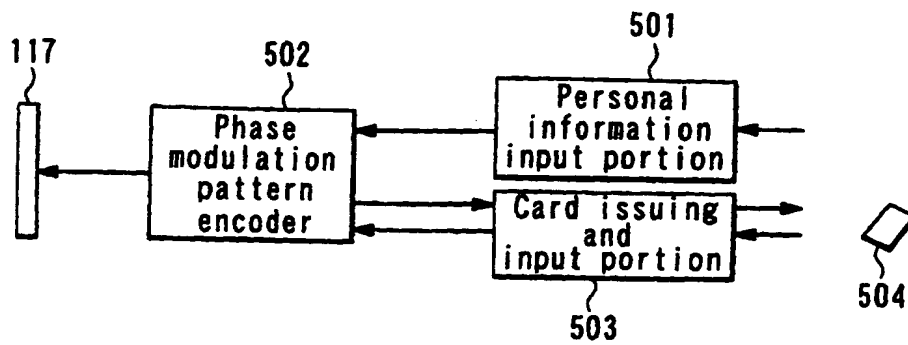 501
117
502
Personal
information
input portion
Phase
modulation
pattern
encoder
Card issuing
and
input portion
504
503